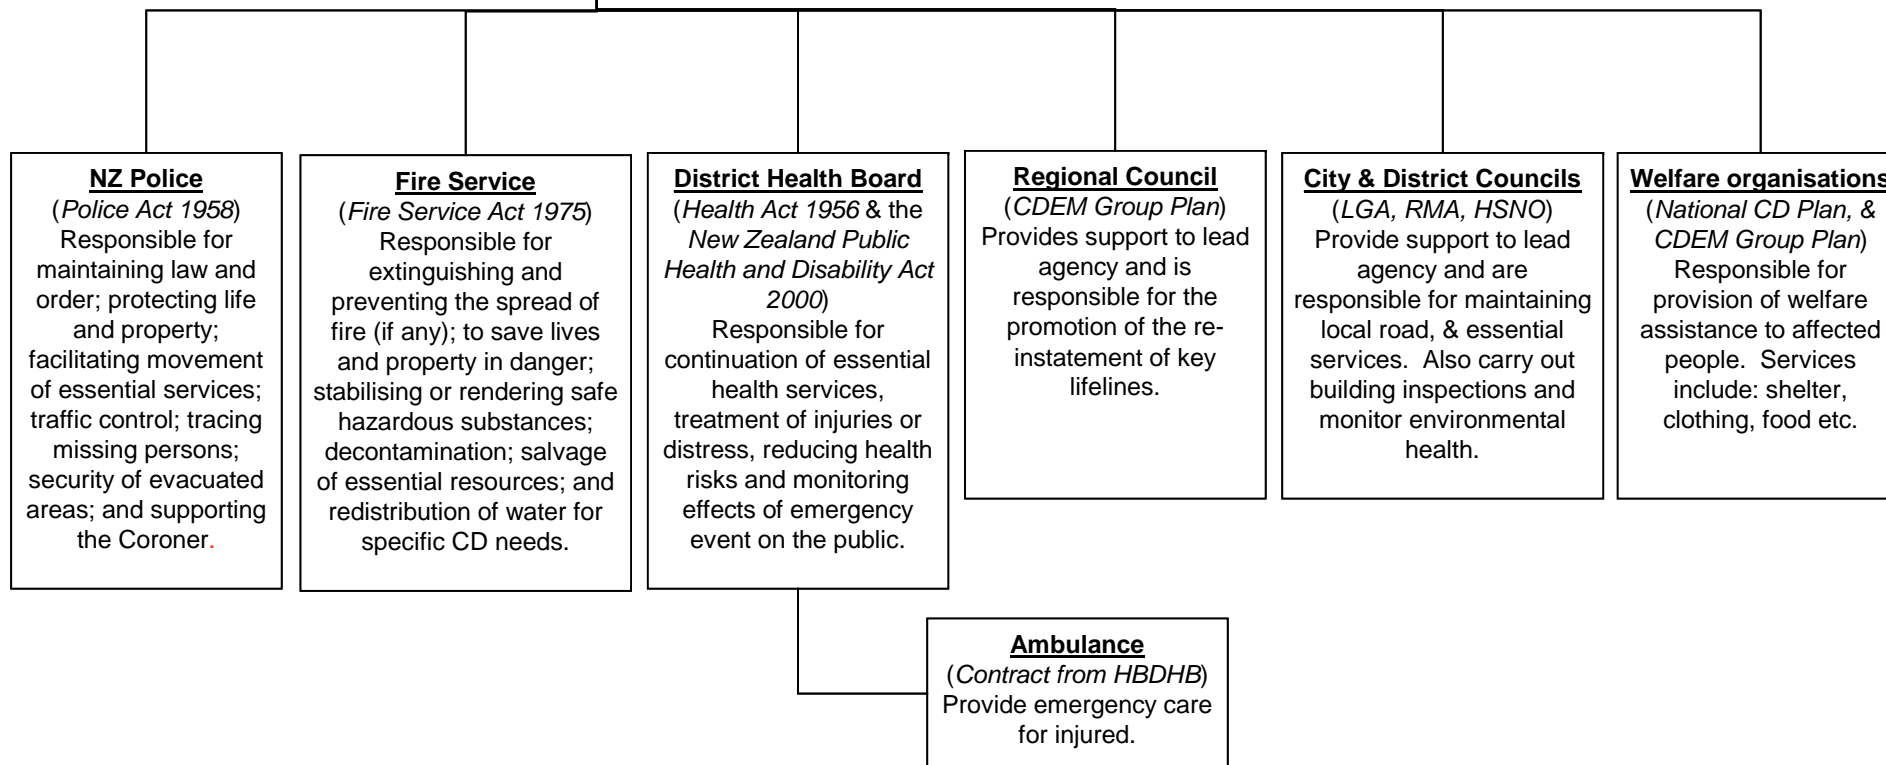 NZ Police
(Police Act 1958)
Responsible for
maintaining law and
order; protecting life
and property;
facilitating movement
of essential services;
traffic control; tracing
missing persons;
security of evacuated
areas; and supporting
the Coroner.
Fire Service
(Fire Service Act 1975)
Responsible for
extinguishing and
preventing the spread of
fire (if any); to save lives
and property in danger;
stabilising or rendering safe
hazardous substances;
decontamination; salvage
of essential resources; and
redistribution of water for
specific CD needs.
District Health Board
(Health Act 1956 & the
New Zealand Public
Health and Disability Act
2000)
Responsible for
continuation of essential
health services,
treatment of injuries or
distress, reducing health
risks and monitoring
effects of emergency
event on the public.
Regional Council
(CDEM Group Plan)
Provides support to lead
agency and is
responsible for the
promotion of the re-
instatement of key
lifelines.
City & District Councils
(LGA, RMA, HSNO)
Provide support to lead
agency and are
responsible for maintaining
local road, & essential
services.  Also carry out
building inspections and
monitor environmental
health.
Welfare organisations
(National CD Plan, &
CDEM Group Plan)
Responsible for
provision of welfare
assistance to affected
people.  Services
include: shelter,
clothing, food etc.
Ambulance
(Contract from HBDHB)
Provide emergency care
for injured.